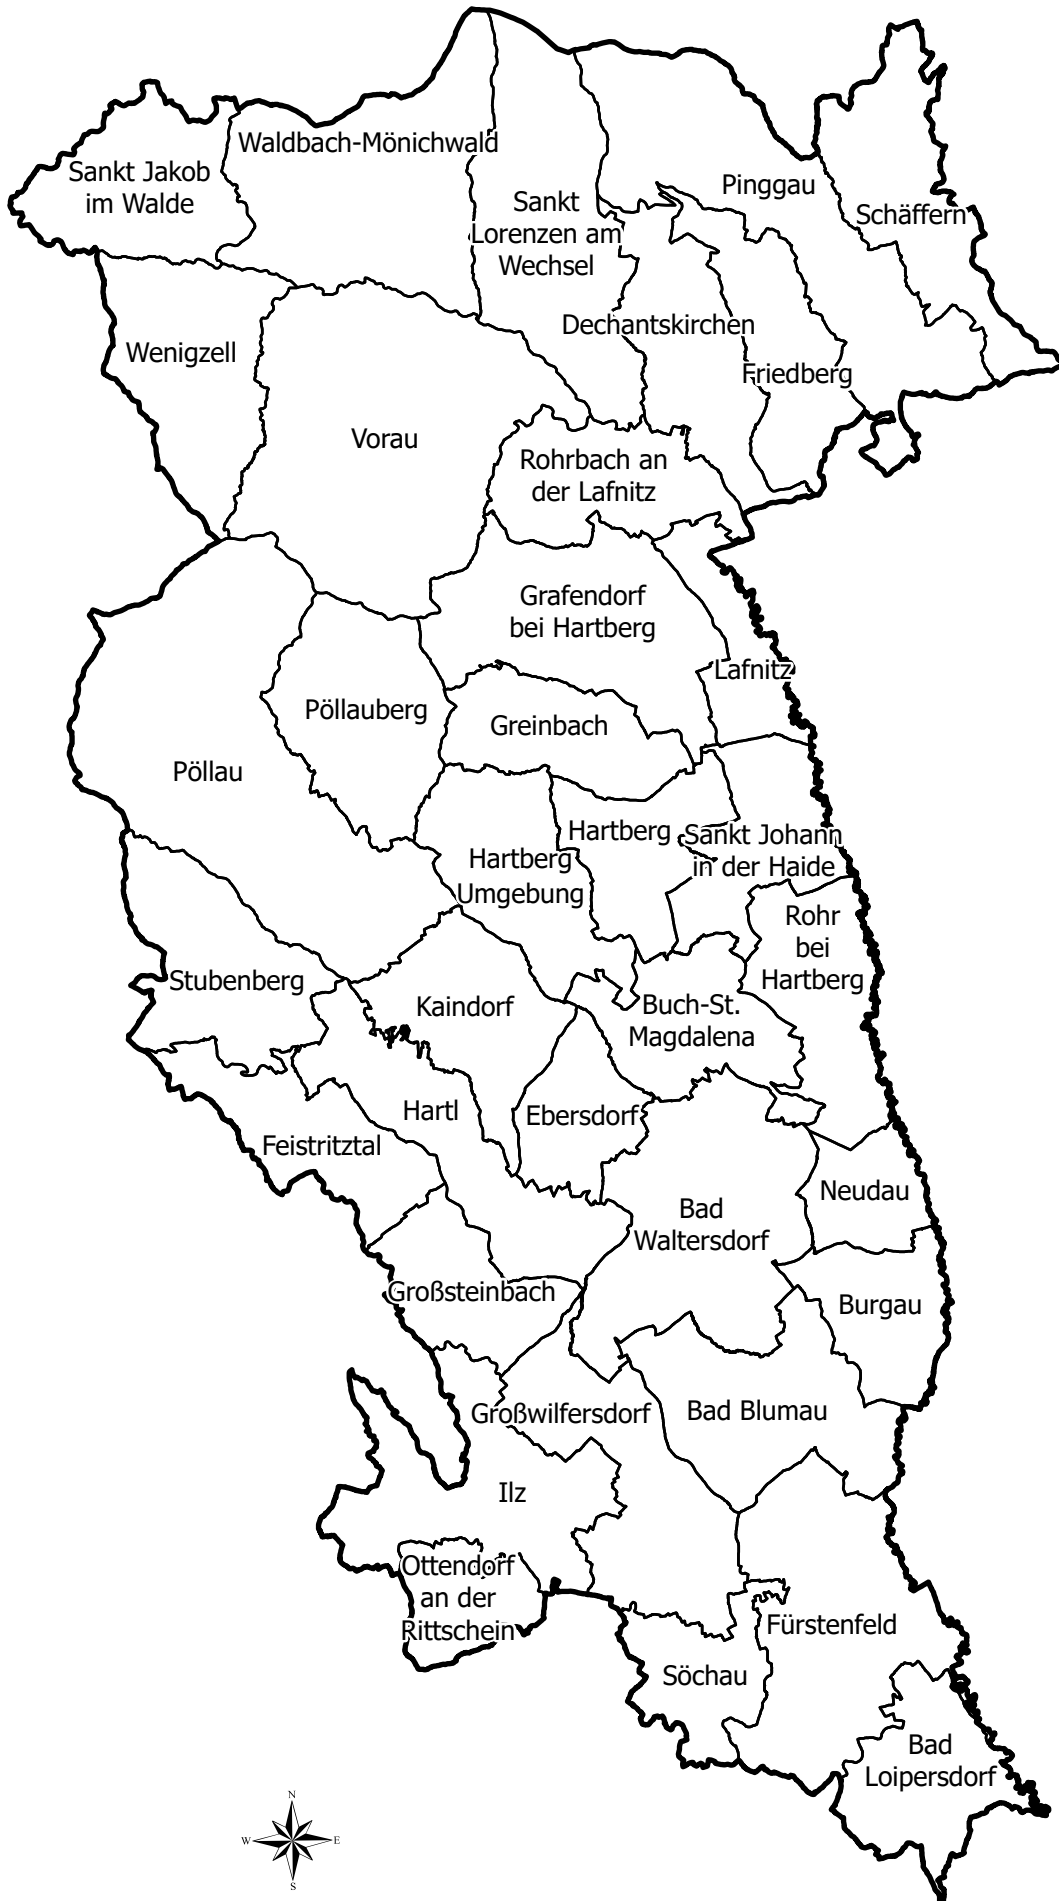 Waldbach-Mönichwald
Sankt Jakob
im Walde
Pinggau
Sankt
Lorenzen am
Wechsel
Schäffern
Dechantskirchen
Wenigzell
Friedberg
Vorau
Rohrbach an
der Lafnitz
Grafendorf
bei Hartberg
Lafnitz
Pöllauberg
Greinbach
Pöllau
Hartberg
Sankt Johann
in der Haide
Hartberg
Umgebung
Rohr
bei
Hartberg
Stubenberg
Kaindorf
Buch-St.
Magdalena
Hartl
Ebersdorf
Feistritztal
Neudau
Bad
Waltersdorf
Großsteinbach
Burgau
Großwilfersdorf
Bad Blumau
Ilz
Ottendorf
an der
Rittschein
Fürstenfeld
Söchau
Bad
Loipersdorf
N
W
E
S